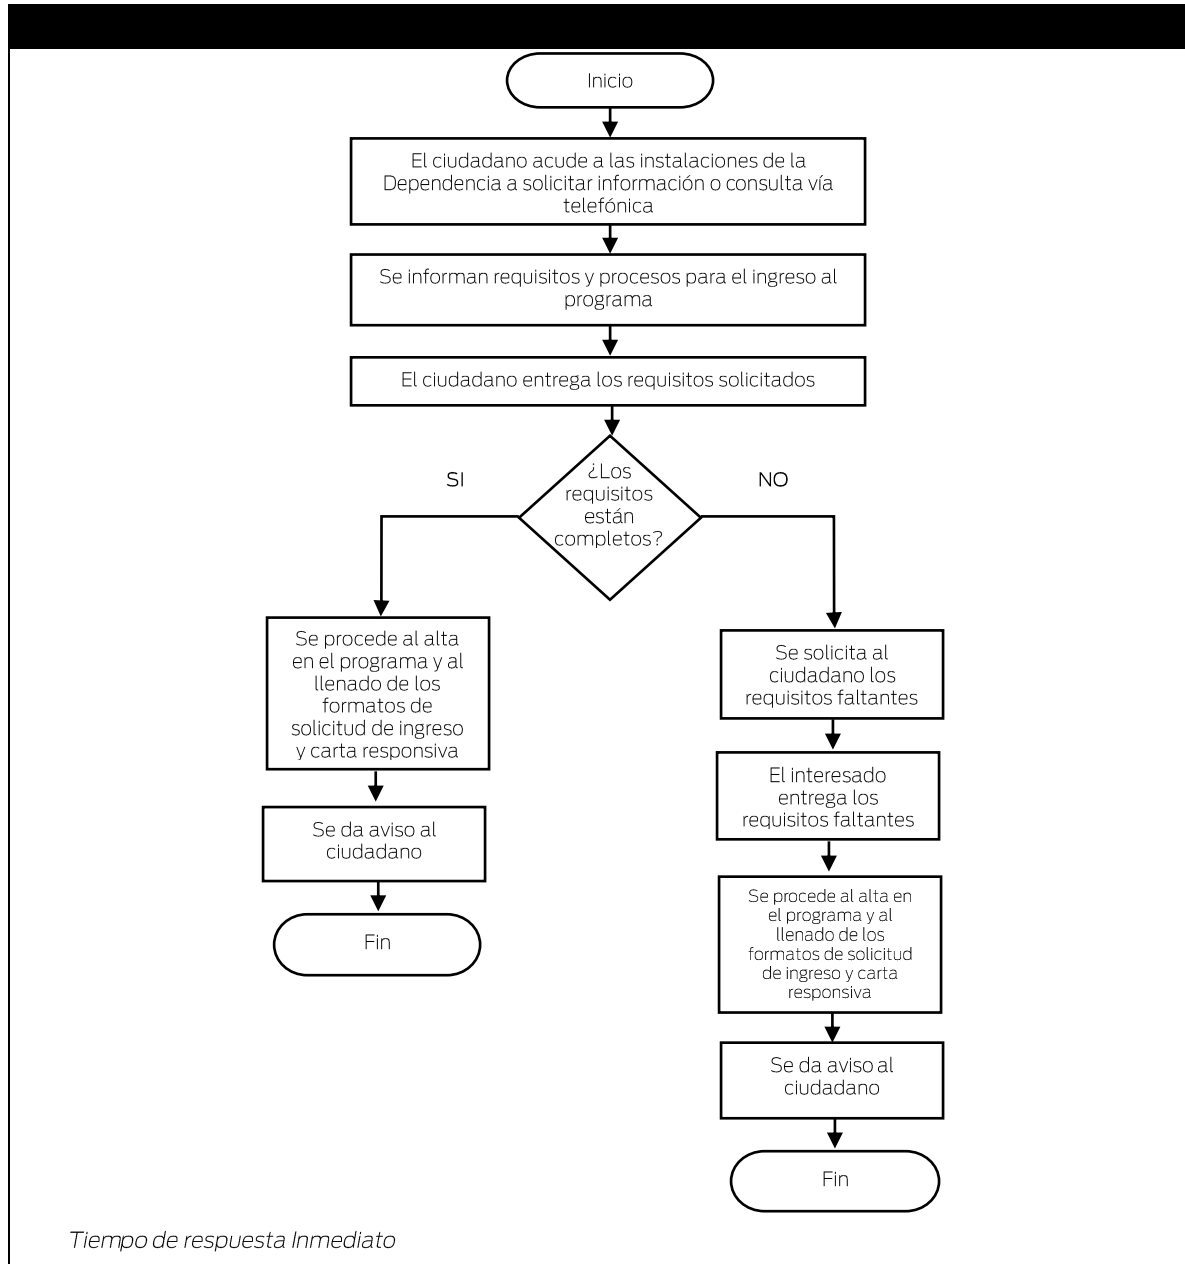 Inicio
El ciudadano acude a las instalaciones de la
Dependencia a solicitar información o consulta vía
telefónica
Se informan requisitos y procesos para el ingreso al
programa
El ciudadano entrega los requisitos solicitados
¿Los
requisitos
están
completos?
SI
NO
Se procede al alta
en el programa y al
llenado de los
formatos de
solicitud de ingreso
y carta responsiva
Se da aviso al
ciudadano
Fin
Se solicita al
ciudadano los
requisitos faltantes
El interesado
entrega los
requisitos faltantes
Se procede al alta en
el programa y al
llenado de los
formatos de solicitud
de ingreso y carta
responsiva
Se da aviso al
ciudadano
Fin
Tiempo de respuesta Inmediato